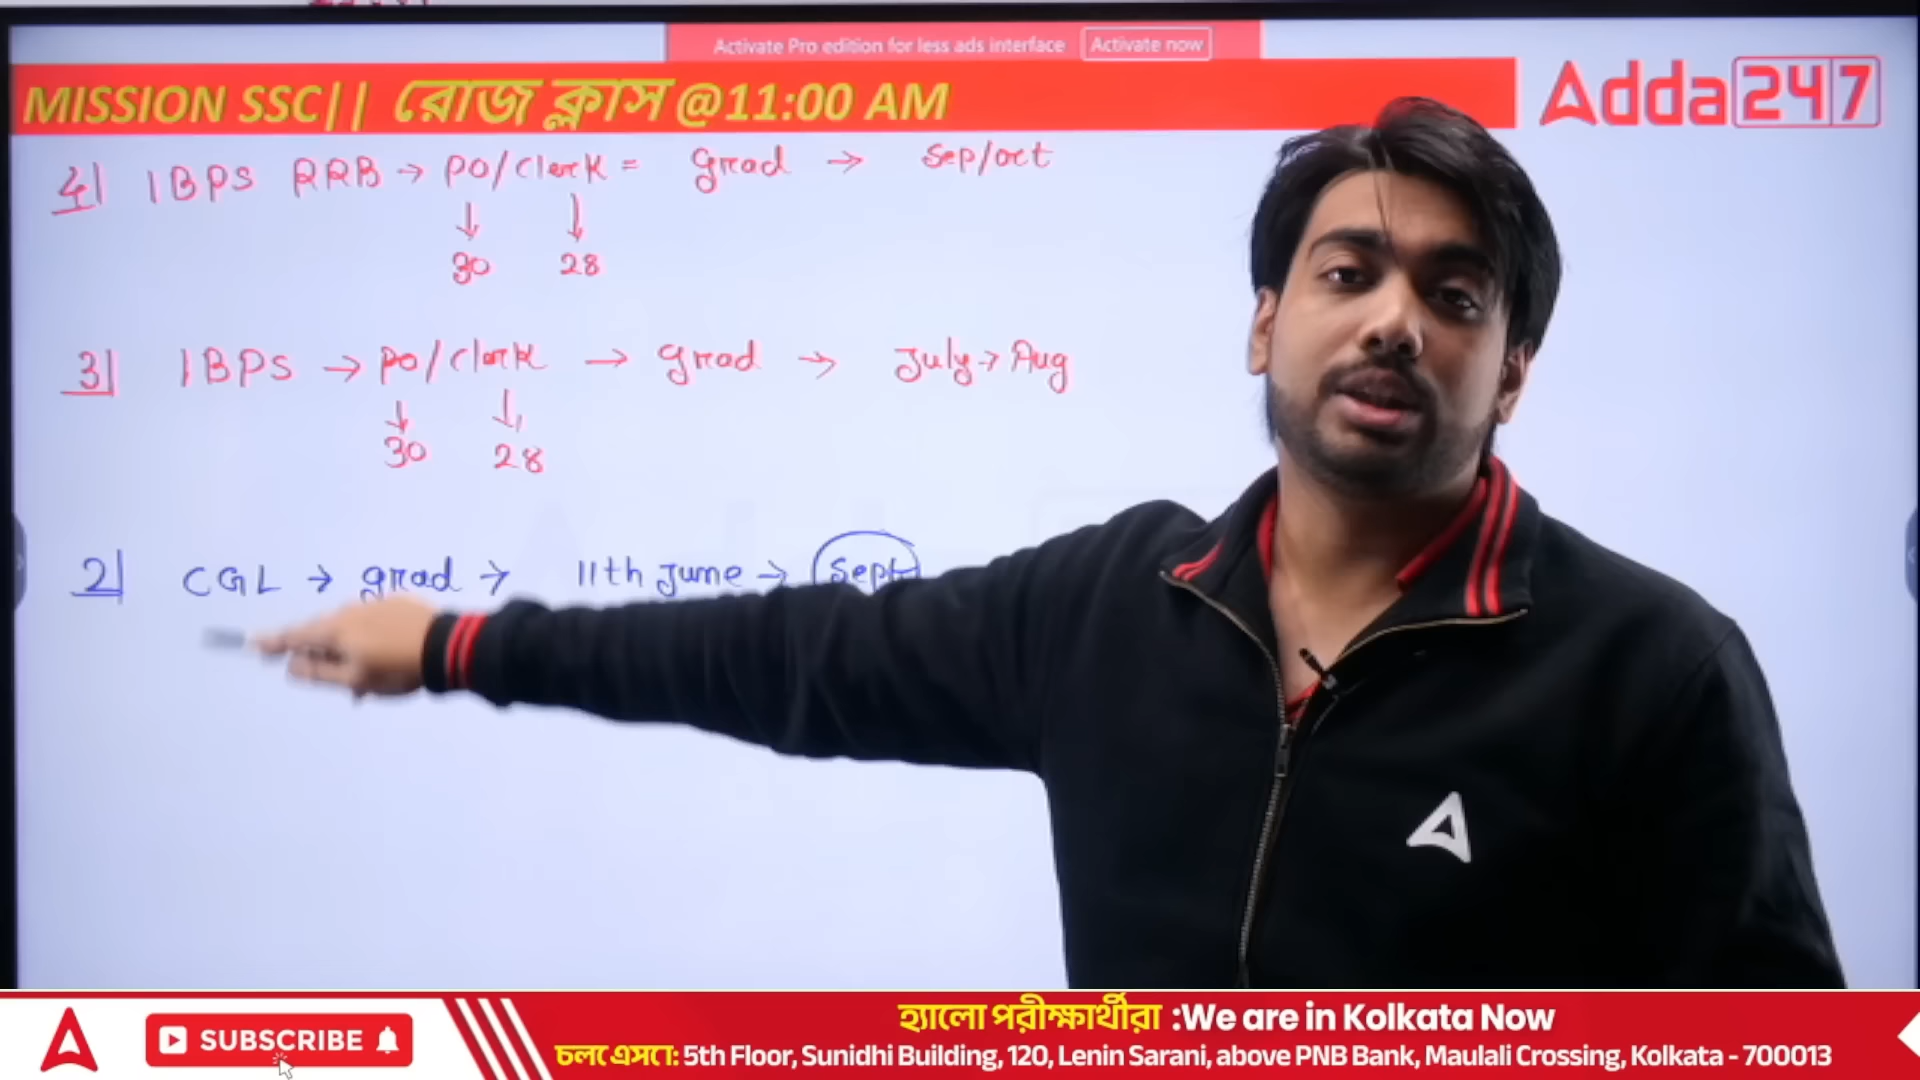 Activate Pro edition for less ads interface Activate now
MISSION SSC|| রোজ ক্লাস @11:00 AM
Adda247
4| IBPS RRB → PO/Clerk = grad → Sep/oct
↓ ↓
30 28
3| IBPS → PO/Clerk → grad → July → Aug
↓ ↓
30 28
2| CGL → grad → 11th June → Sept
SUBSCRIBE
হ্যালো পরীক্ষার্থীরা :We are in Kolkata Now
চলে এসো: 5th Floor, Sunidhi Building, 120, Lenin Sarani, above PNB Bank, Maulali Crossing, Kolkata - 700013